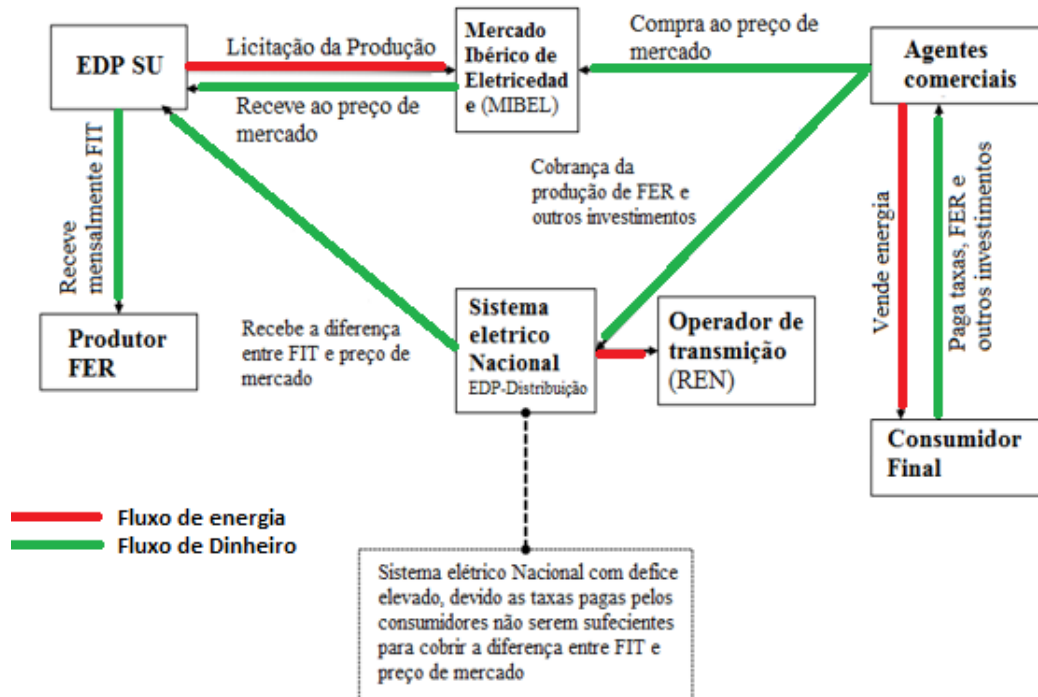 EDP SU
Licitação da Produção
Receve ao preço de
mercado
Mercado
Ibérico de
Eletricedad
e (MIBEL)
Compra ao preço de
mercado
Agentes
comerciais
Receve
mensalmente FIT
Cobrança da
produção de FER e
outros investimentos
Vende energia
Paga taxas, FER e
outros investimentos
Produtor
FER
Recebe a diferença
entre FIT e preço de
mercado
Sistema
eletrico
Nacional
EDP-Distribuição
Operador de
transmição
(REN)
Consumidor
Final
Fluxo de energia
Fluxo de Dinheiro
Sistema elétrico Nacional com defice
elevado, devido as taxas pagas pelos
consumidores não serem sufecientes
para cobrir a diferença entre FIT e
preço de mercado